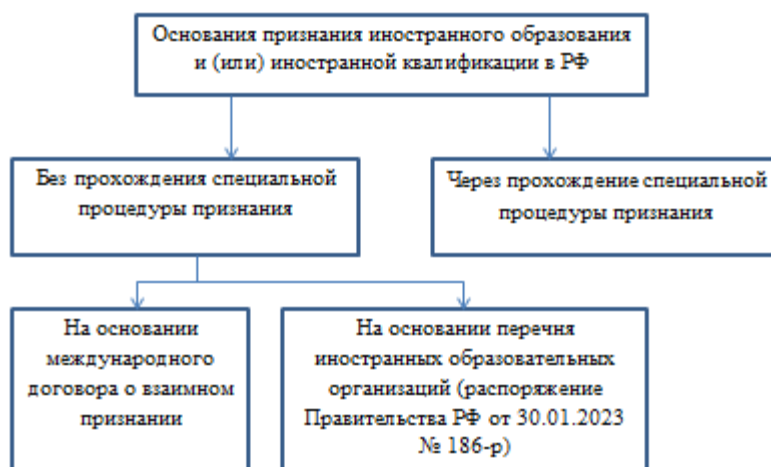 Основания признания иностранного образования
и (или) иностранной квалификации в РФ
Без прохождения специальной
процедуры признания
Через прохождение специальной
процедуры признания
На основании
международного
договора о взаимном
признании
На основании перечня
иностранных образовательных
организаций (распоряжение
Правительства РФ от 30.01.2023
№ 186-р)